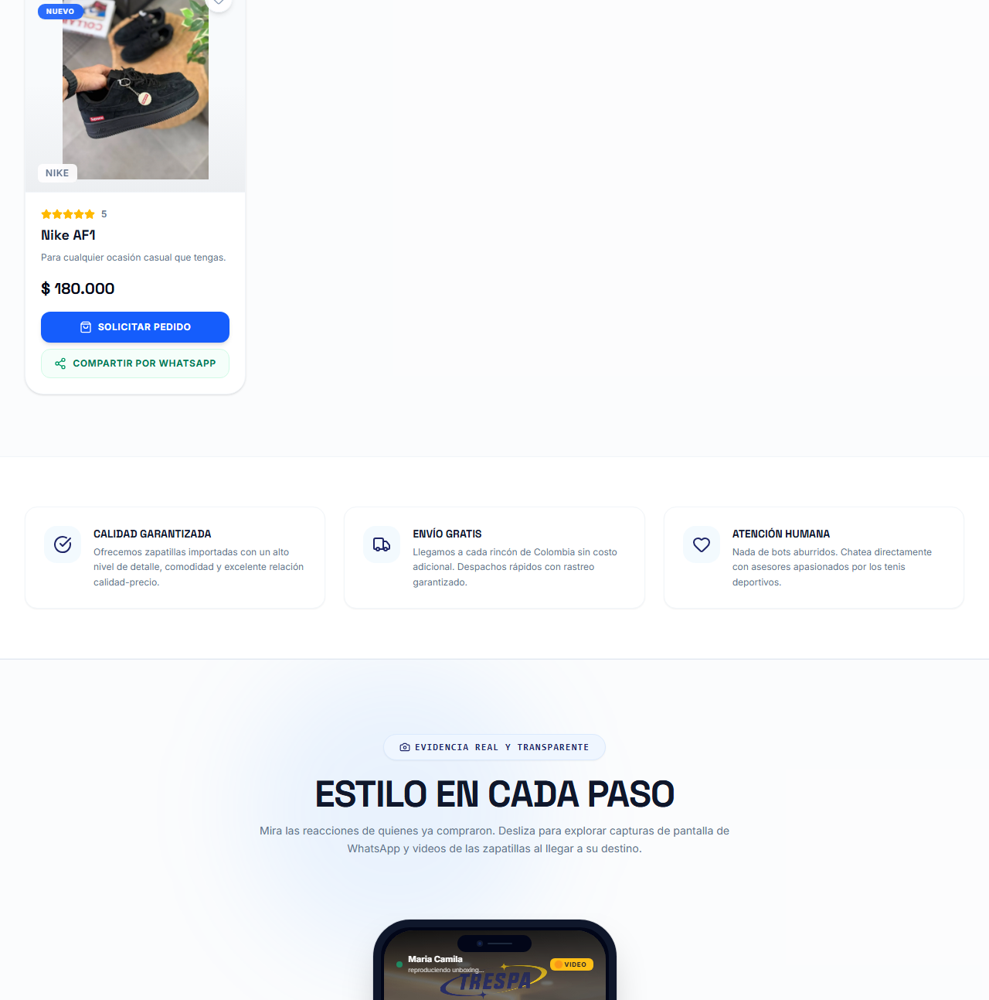 NUEVO
Supreme
NIKE
5
Nike AF1
Para cualquier ocasión casual que tengas.
$ 180.000
SOLICITAR PEDIDO
COMPARTIR POR WHATSAPP
CALIDAD GARANTIZADA
Ofrecemos zapatillas importadas con un alto
nivel de detalle, comodidad y excelente relación
calidad-precio.
ENVÍO GRATIS
Llegamos a cada rincón de Colombia sin costo
adicional. Despachos rápidos con rastreo
garantizado.
ATENCIÓN HUMANA
Nada de bots aburridos. Chatea directamente
con asesores apasionados por los tenis
deportivos.
EVIDENCIA REAL Y TRANSPARENTE
ESTILO EN CADA PASO
Mira las reacciones de quienes ya compraron. Desliza para explorar capturas de pantalla de
WhatsApp y videos de las zapatillas al llegar a su destino.
Maria Camila
reproduciendo unboxing...
VIDEO
TRESPA